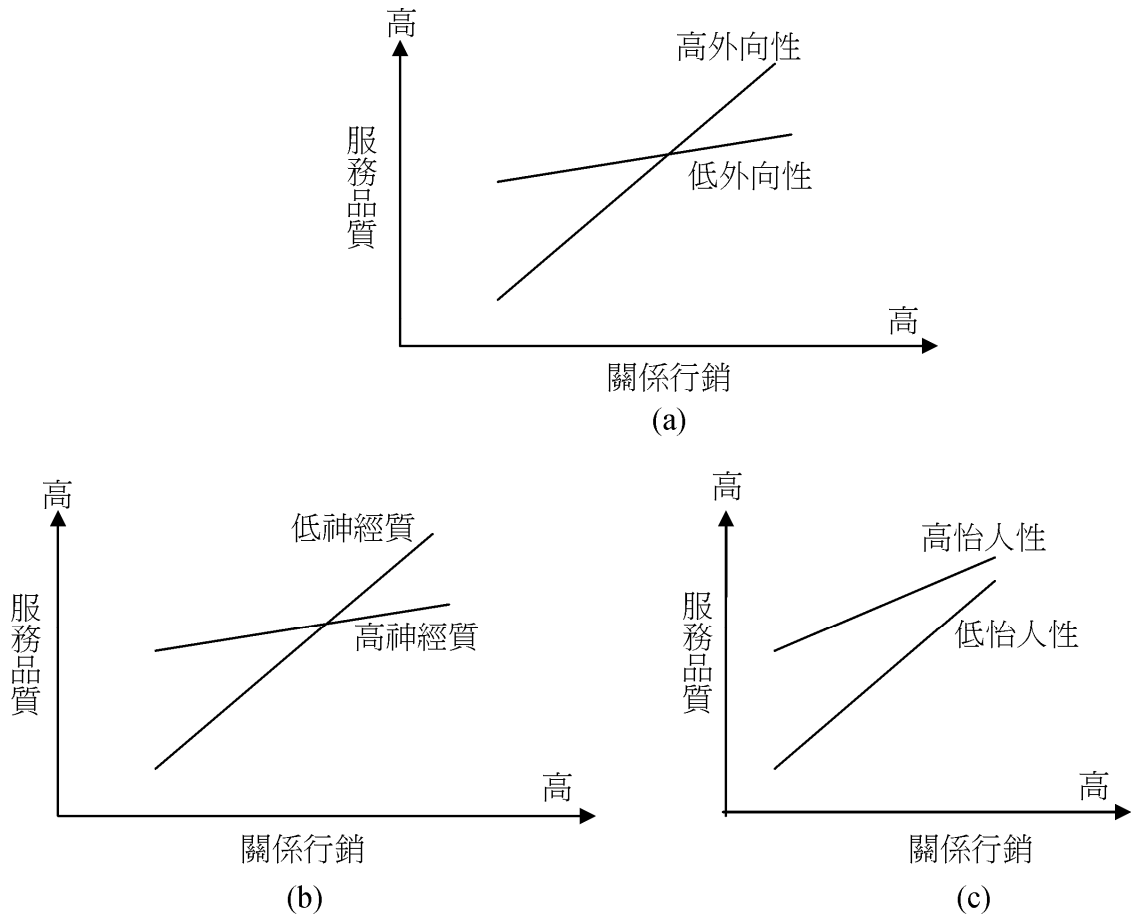 高
高外向性
服務品質
低外向性
高
關係行銷
(a)
高
低神經質
服務品質
高神經質
高
關係行銷
(b)
高
高怡人性
服務品質
低怡人性
高
關係行銷
(c)